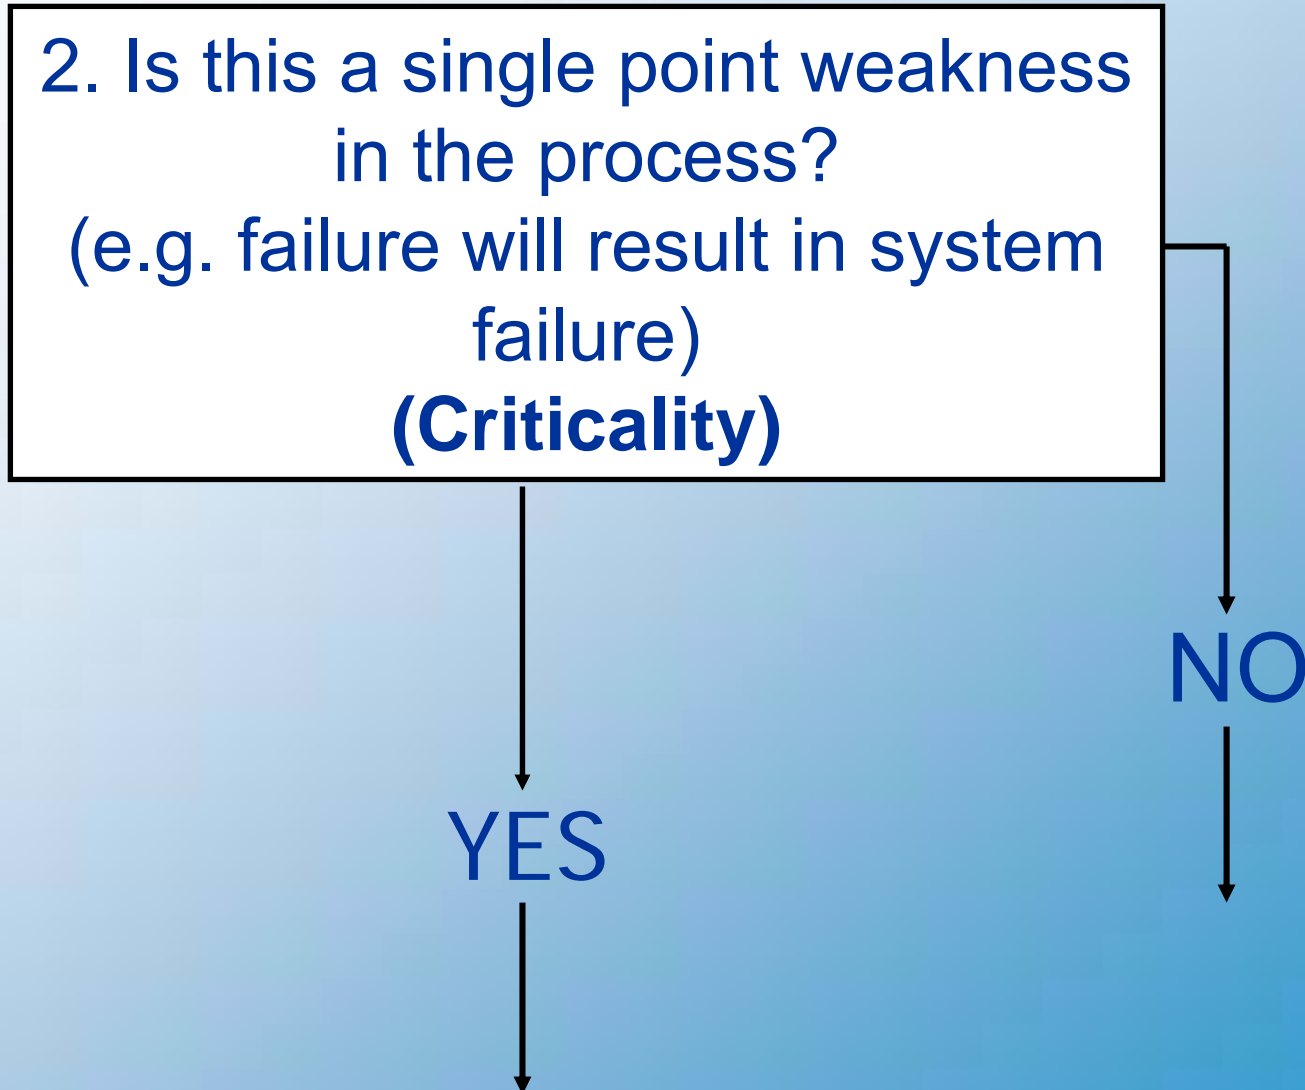 2. Is this a single point weakness
in the process?
(e.g. failure will result in system
failure)
(Criticality)
NO
YES